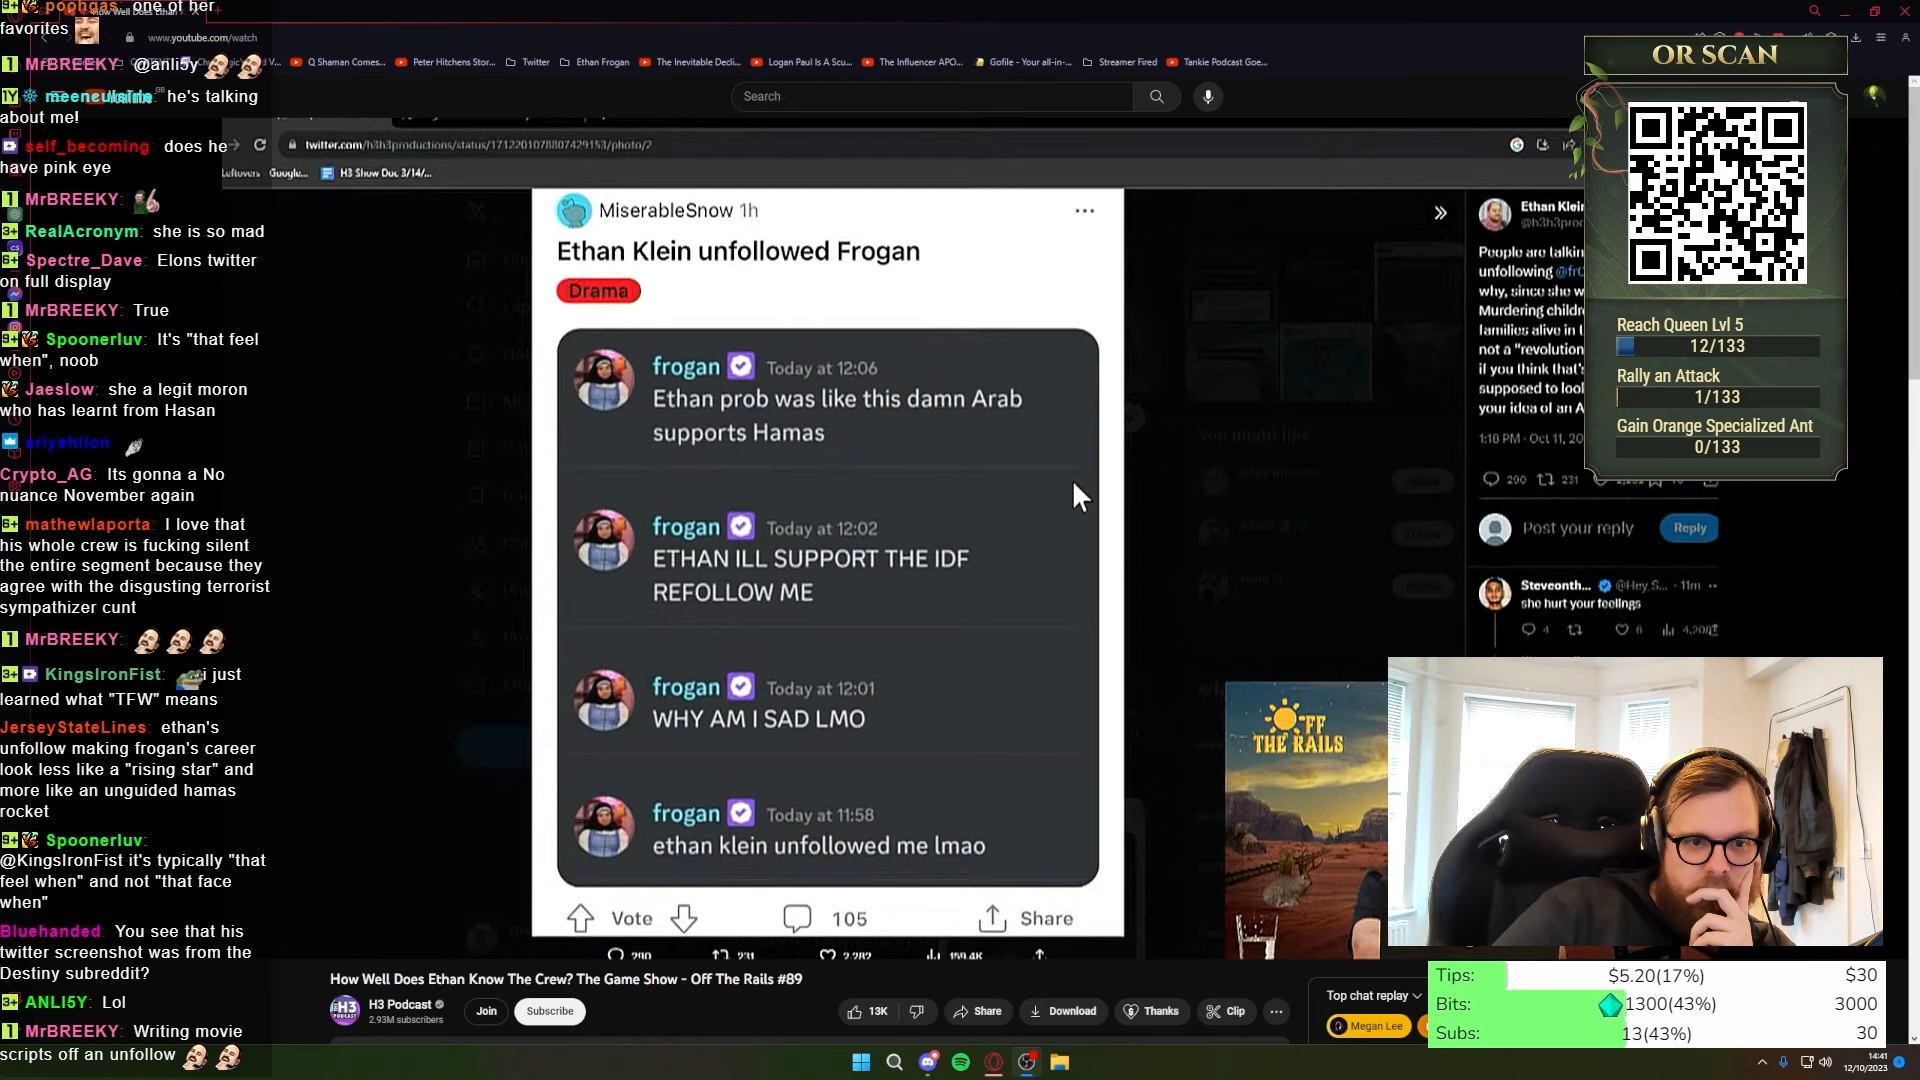 poophqas: one of her
favorites
MrBREEKY: @anli5y
meencuiside: he's talking
about me!
self_becoming: does he
have pink eye
MrBREEKY:
RealAcronym: she is so mad
Spectre_Dave: Elons twitter
on full display
MrBREEKY: True
Spoonerluv: It's "that feel
when", noob
Jaeslow: she a legit moron
who has learnt from Hasan
ariyehlion:
Crypto_AG: Its gonna a No
nuance November again
mathewlaporta: I love that
his whole crew is fucking silent
the entire segment because they
agree with the disgusting terrorist
sympathizer cunt
MrBREEKY:
KingsIronFist: i just
learned what "TFW" means
JerseyStateLines: ethan's
unfollow making frogan's career
look less like a "rising star" and
more like an unguided hamas
rocket
Spoonerluv:
@KingsIronFist it's typically "that
feel when" and not "that face
when"
Bluehanded: You see that his
twitter screenshot was from the
Destiny subreddit?
ANLI5Y: Lol
MrBREEKY: Writing movie
scripts off an unfollow
www.youtube.com/watch
Q Shaman Comes...
Peter Hitchens Stor...
Twitter
Ethan Frogan
The Inevitable Decli...
Logan Paul Is A Scu...
The Influencer APO...
Gofile - Your all-in-...
Streamer Fired
Tankie Podcast Goe...
Search
twitter.com/h3h3productions/status/1712201078807429153/photo/2
Leftovers
Google...
H3 Show Doc 3/14/...
MiserableSnow 1h
Ethan Klein unfollowed Frogan
Drama
frogan Today at 12:06
Ethan prob was like this damn Arab
supports Hamas
frogan Today at 12:02
ETHAN ILL SUPPORT THE IDF
REFOLLOW ME
frogan Today at 12:01
WHY AM I SAD LMO
frogan Today at 11:58
ethan klein unfollowed me lmao
Vote
105
Share
290 231 2,282 159.4K
You might like
Ethan Klein
@h3h3prod
People are talkin
unfollowing @fr
why, since she w
Murdering childre
families alive in t
not a "revolution
if you think that's
supposed to look
your idea of an A
1:18 PM · Oct 11, 20
290 231
Post your reply
Reply
Steveonth... @Hey_S... · 11m
she hurt your feelings
4 6
OR SCAN
Reach Queen Lvl 5
12/133
Rally an Attack
1/133
Gain Orange Specialized Ant
0/133
OFF
THE RAILS
How Well Does Ethan Know The Crew? The Game Show - Off The Rails #89
H3 Podcast
2.93M subscribers
Join
Subscribe
13K
Share
Download
Thanks
Clip
Top chat replay
Megan Lee
Tips: $5.20(17%) $30
Bits: 1300(43%) 3000
Subs: 13(43%) 30
14:41
12/10/2023